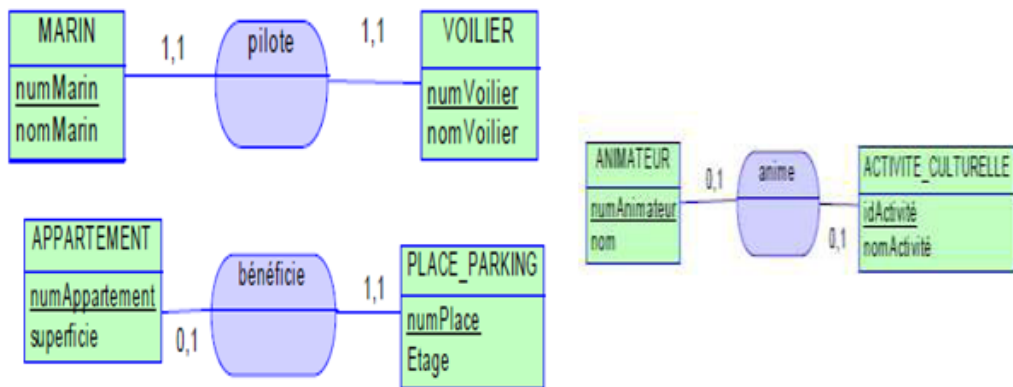 MARIN
1,1
pilote
1,1
VOILIER
numMarin
nomMarin
numVoilier
nomVoilier
ANIMATEUR
0,1
anime
ACTIVITE_CULTURELLE
numAnimateur
nom
0,1
idActivité
nomActivité
APPARTEMENT
bénéficie
1,1
PLACE_PARKING
numAppartement
superficie
0,1
numPlace
Etage